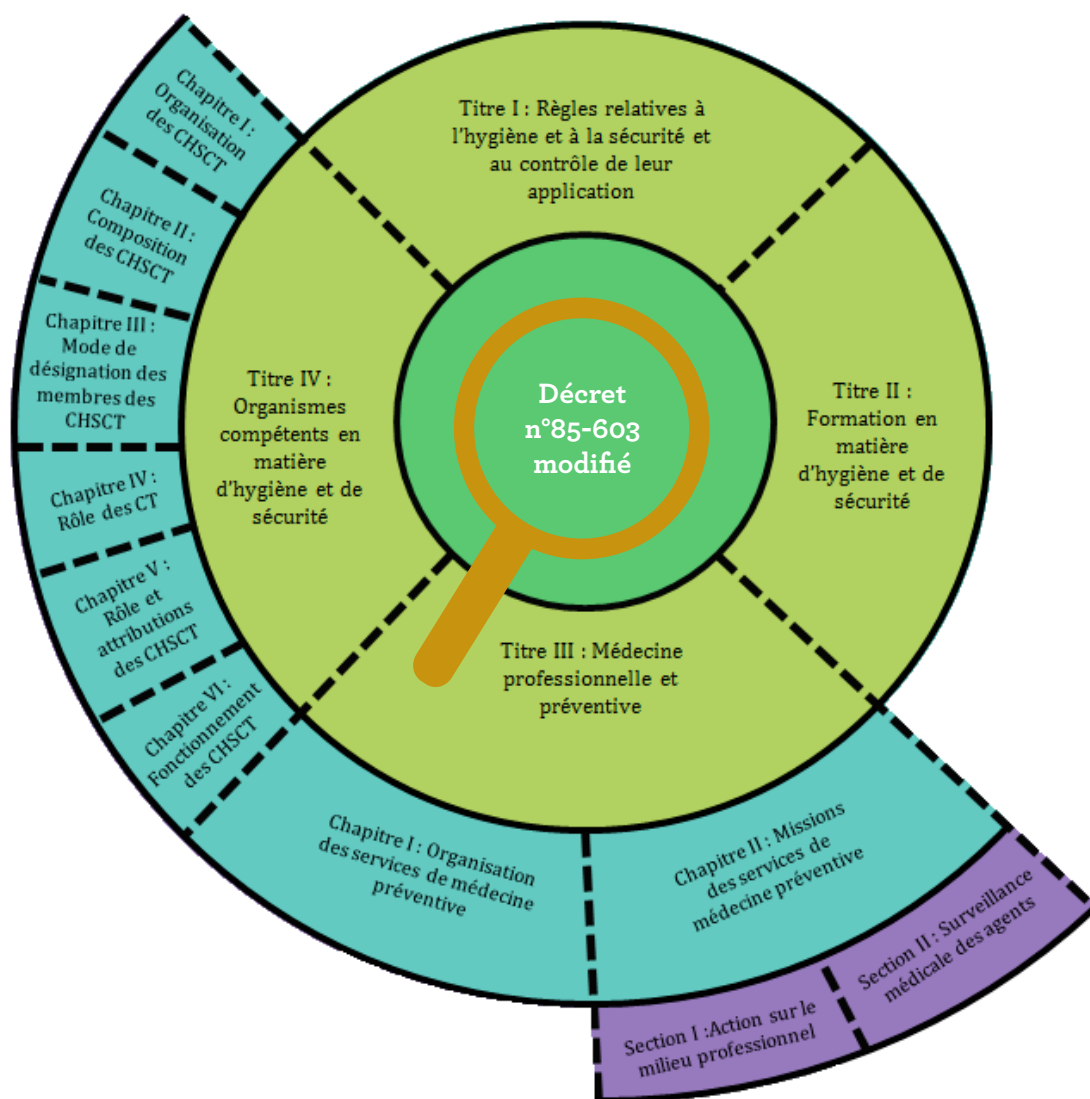 Titre I : Règles relatives à
l'hygiène et à la sécurité et
au contrôle de leur
application
Titre II :
Formation en
matière
d'hygiène et de
sécurité
Titre III : Médecine
professionnelle et
préventive
Titre IV :
Organismes
compétents en
matière
d'hygiène et de
sécurité
Décret
n°85-603
modifié
Chapitre I :
Organisation
des CHSCT
Chapitre II :
Composition
des CHSCT
Chapitre III :
Mode de
désignation des
membres des
CHSCT
Chapitre IV :
Rôle des CT
Chapitre V :
Rôle et
attributions
des CHSCT
Chapitre VI :
Fonctionnement
des CHSCT
Chapitre I : Organisation
des services de médecine
préventive
Chapitre II : Missions
des services de
médecine préventive
Section I :Action sur le
milieu professionnel
Section II : Surveillance
médicale des agents